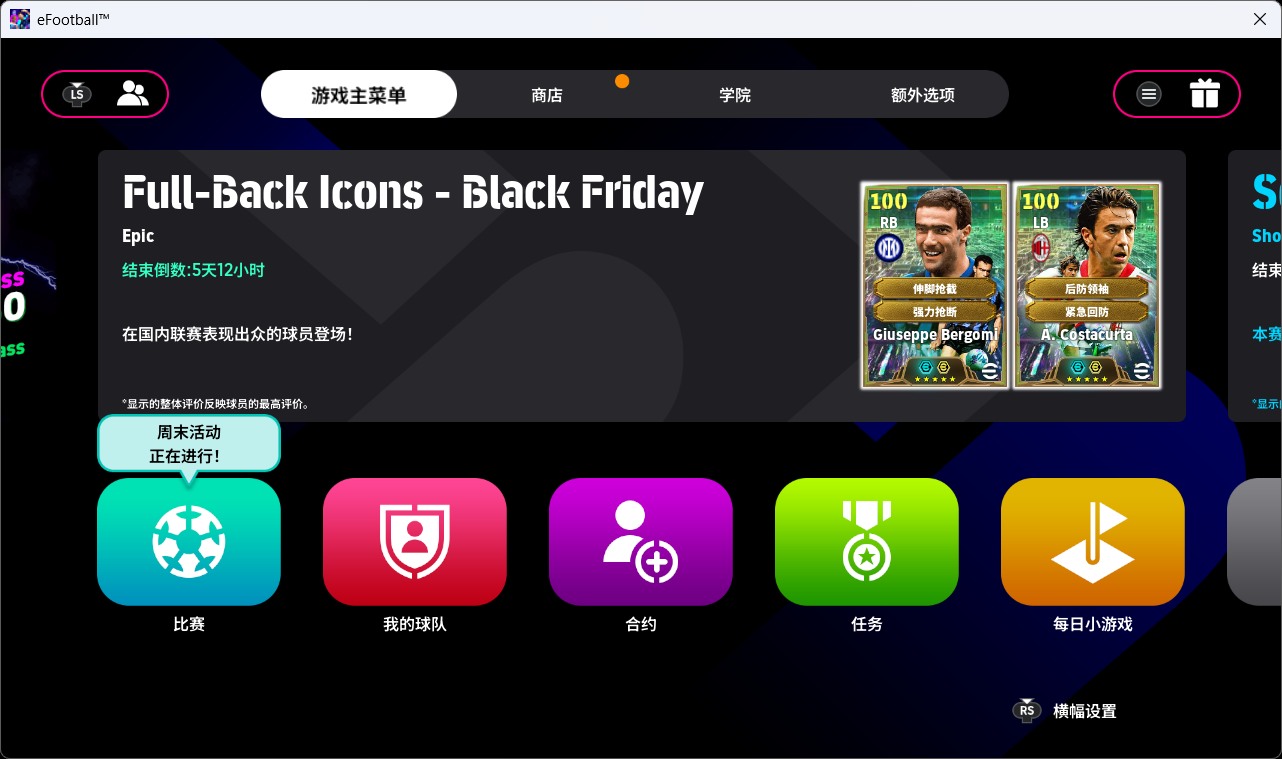 eFootball™
LS
游戏主菜单
商店
学院
额外选项
Full-Back Icons - Black Friday
Epic
结束倒数:5天12小时
在国内联赛表现出众的球员登场!
*显示的整体评价反映球员的最高评价。
100
RB
伸脚抢截
强力抢断
Giuseppe Bergomi
100
LB
后防领袖
紧急回防
A. Costacurta
ss
0
ass
S
Sho
结束
本赛
*显示
周末活动
正在进行!
比赛
我的球队
合约
任务
每日小游戏
RS
横幅设置